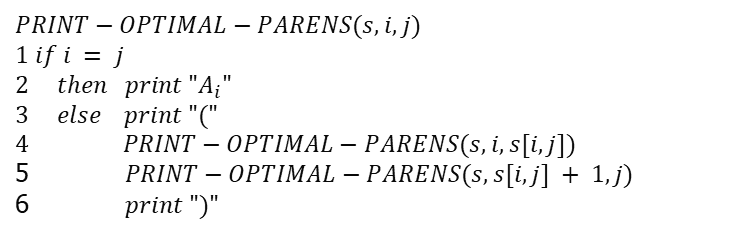 PRINT − OPTIMAL − PARENS(s, i, j)
1 if i = j
2 then print "Aᵢ"
3 else print "("
4 PRINT − OPTIMAL − PARENS(s, i, s[i, j])
5 PRINT − OPTIMAL − PARENS(s, s[i, j] + 1, j)
6 print ")"